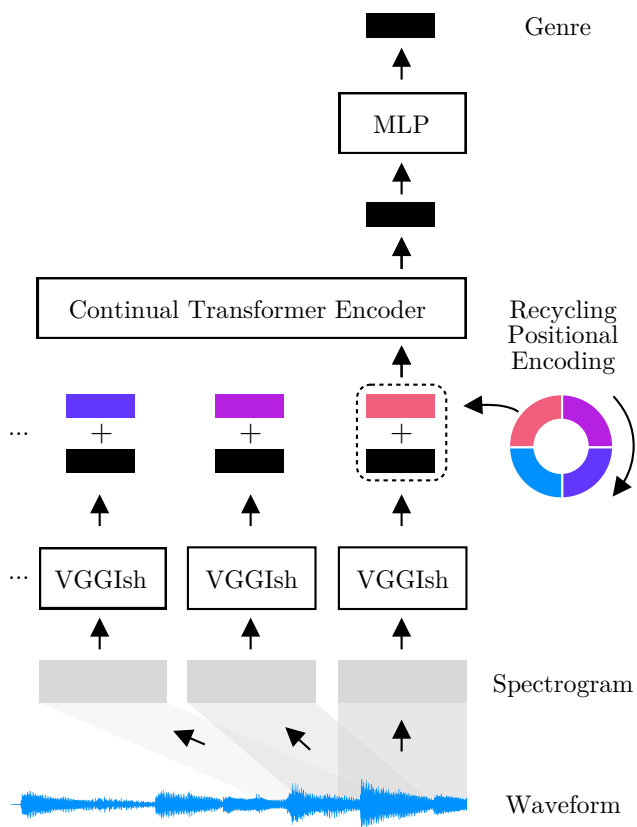 Genre
MLP
Continual Transformer Encoder
Recycling
Positional
Encoding
...
+ + +
...
VGGIsh VGGIsh VGGIsh
Spectrogram
Waveform